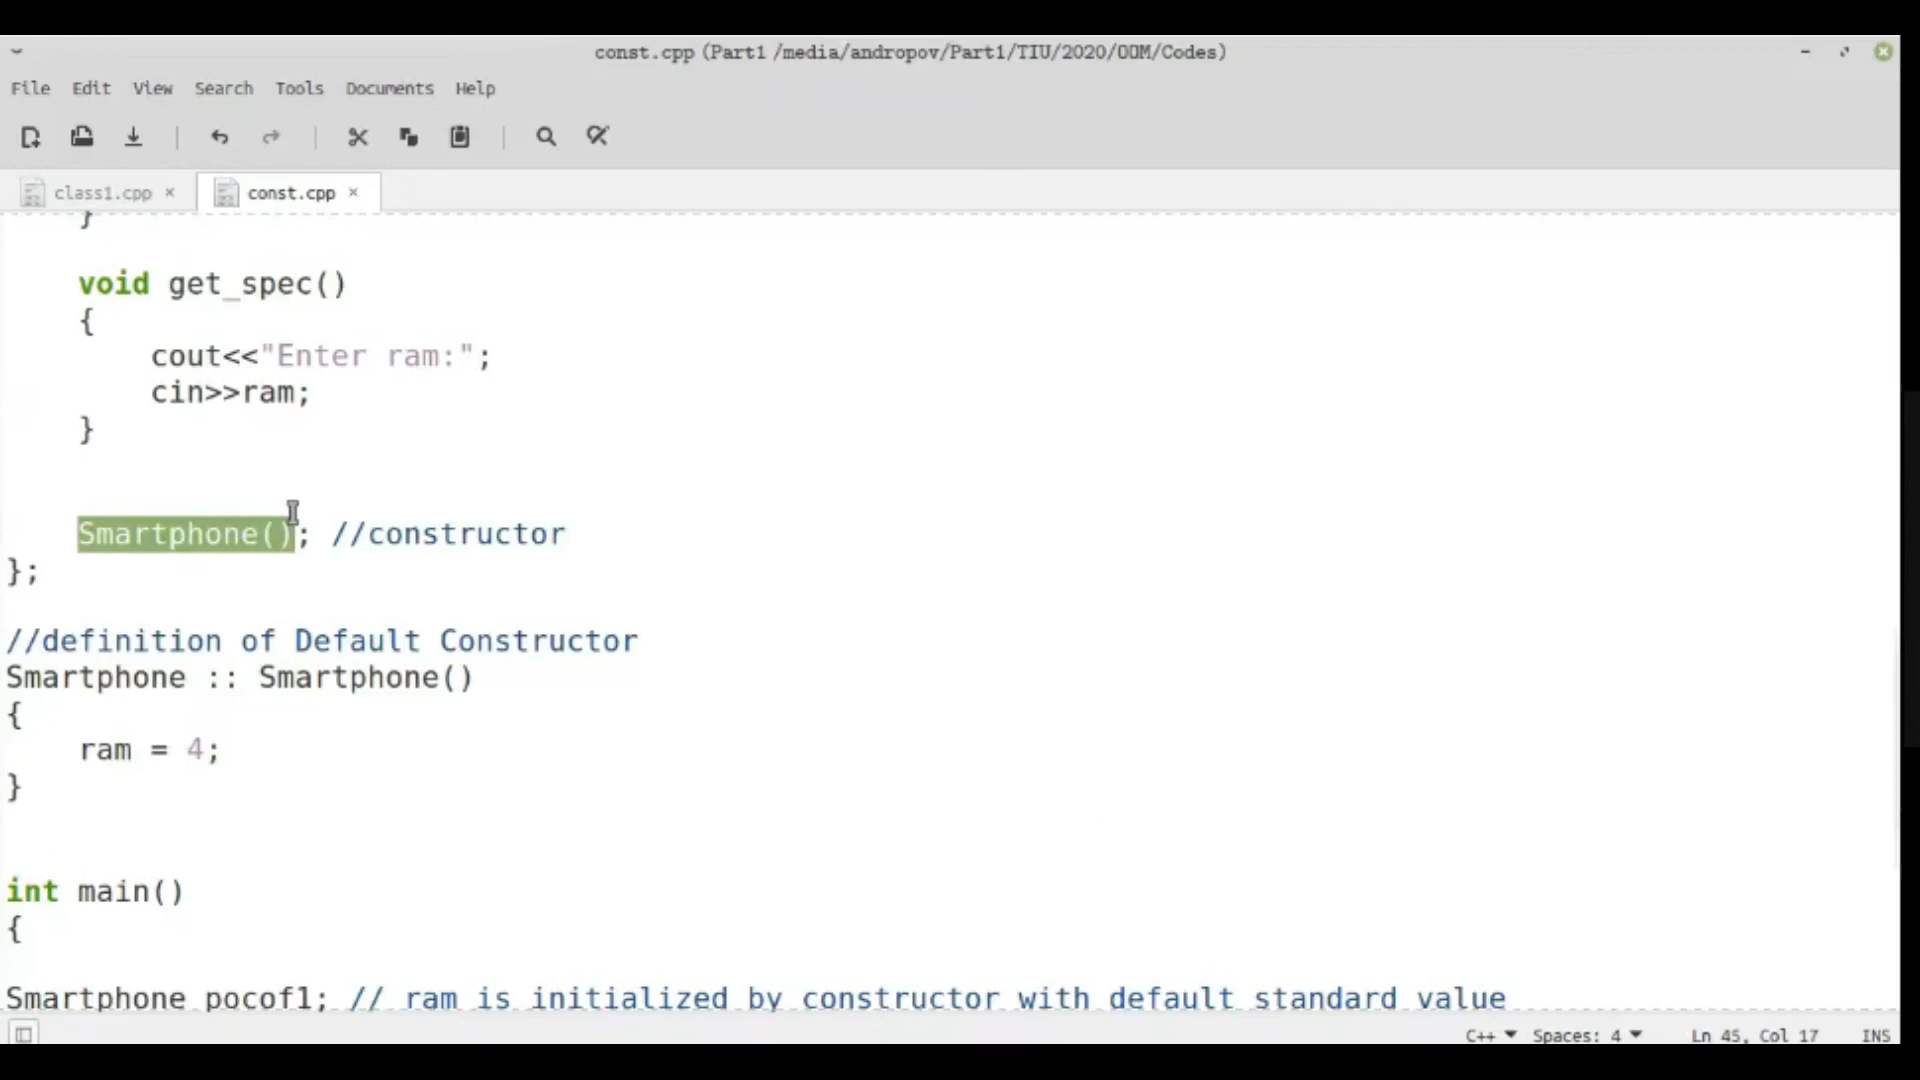 const.cpp (Part1 /media/andropov/Part1/TIU/2020/OOM/Codes)
File Edit View Search Tools Documents Help
class1.cpp × const.cpp ×
}
void get_spec()
{
cout<<"Enter ram:";
cin>>ram;
}
Smartphone(); //constructor
};
//definition of Default Constructor
Smartphone :: Smartphone()
{
ram = 4;
}
int main()
{
Smartphone pocof1; // ram is initialized by constructor with default standard value
C++ Spaces: 4 Ln 45, Col 17 INS